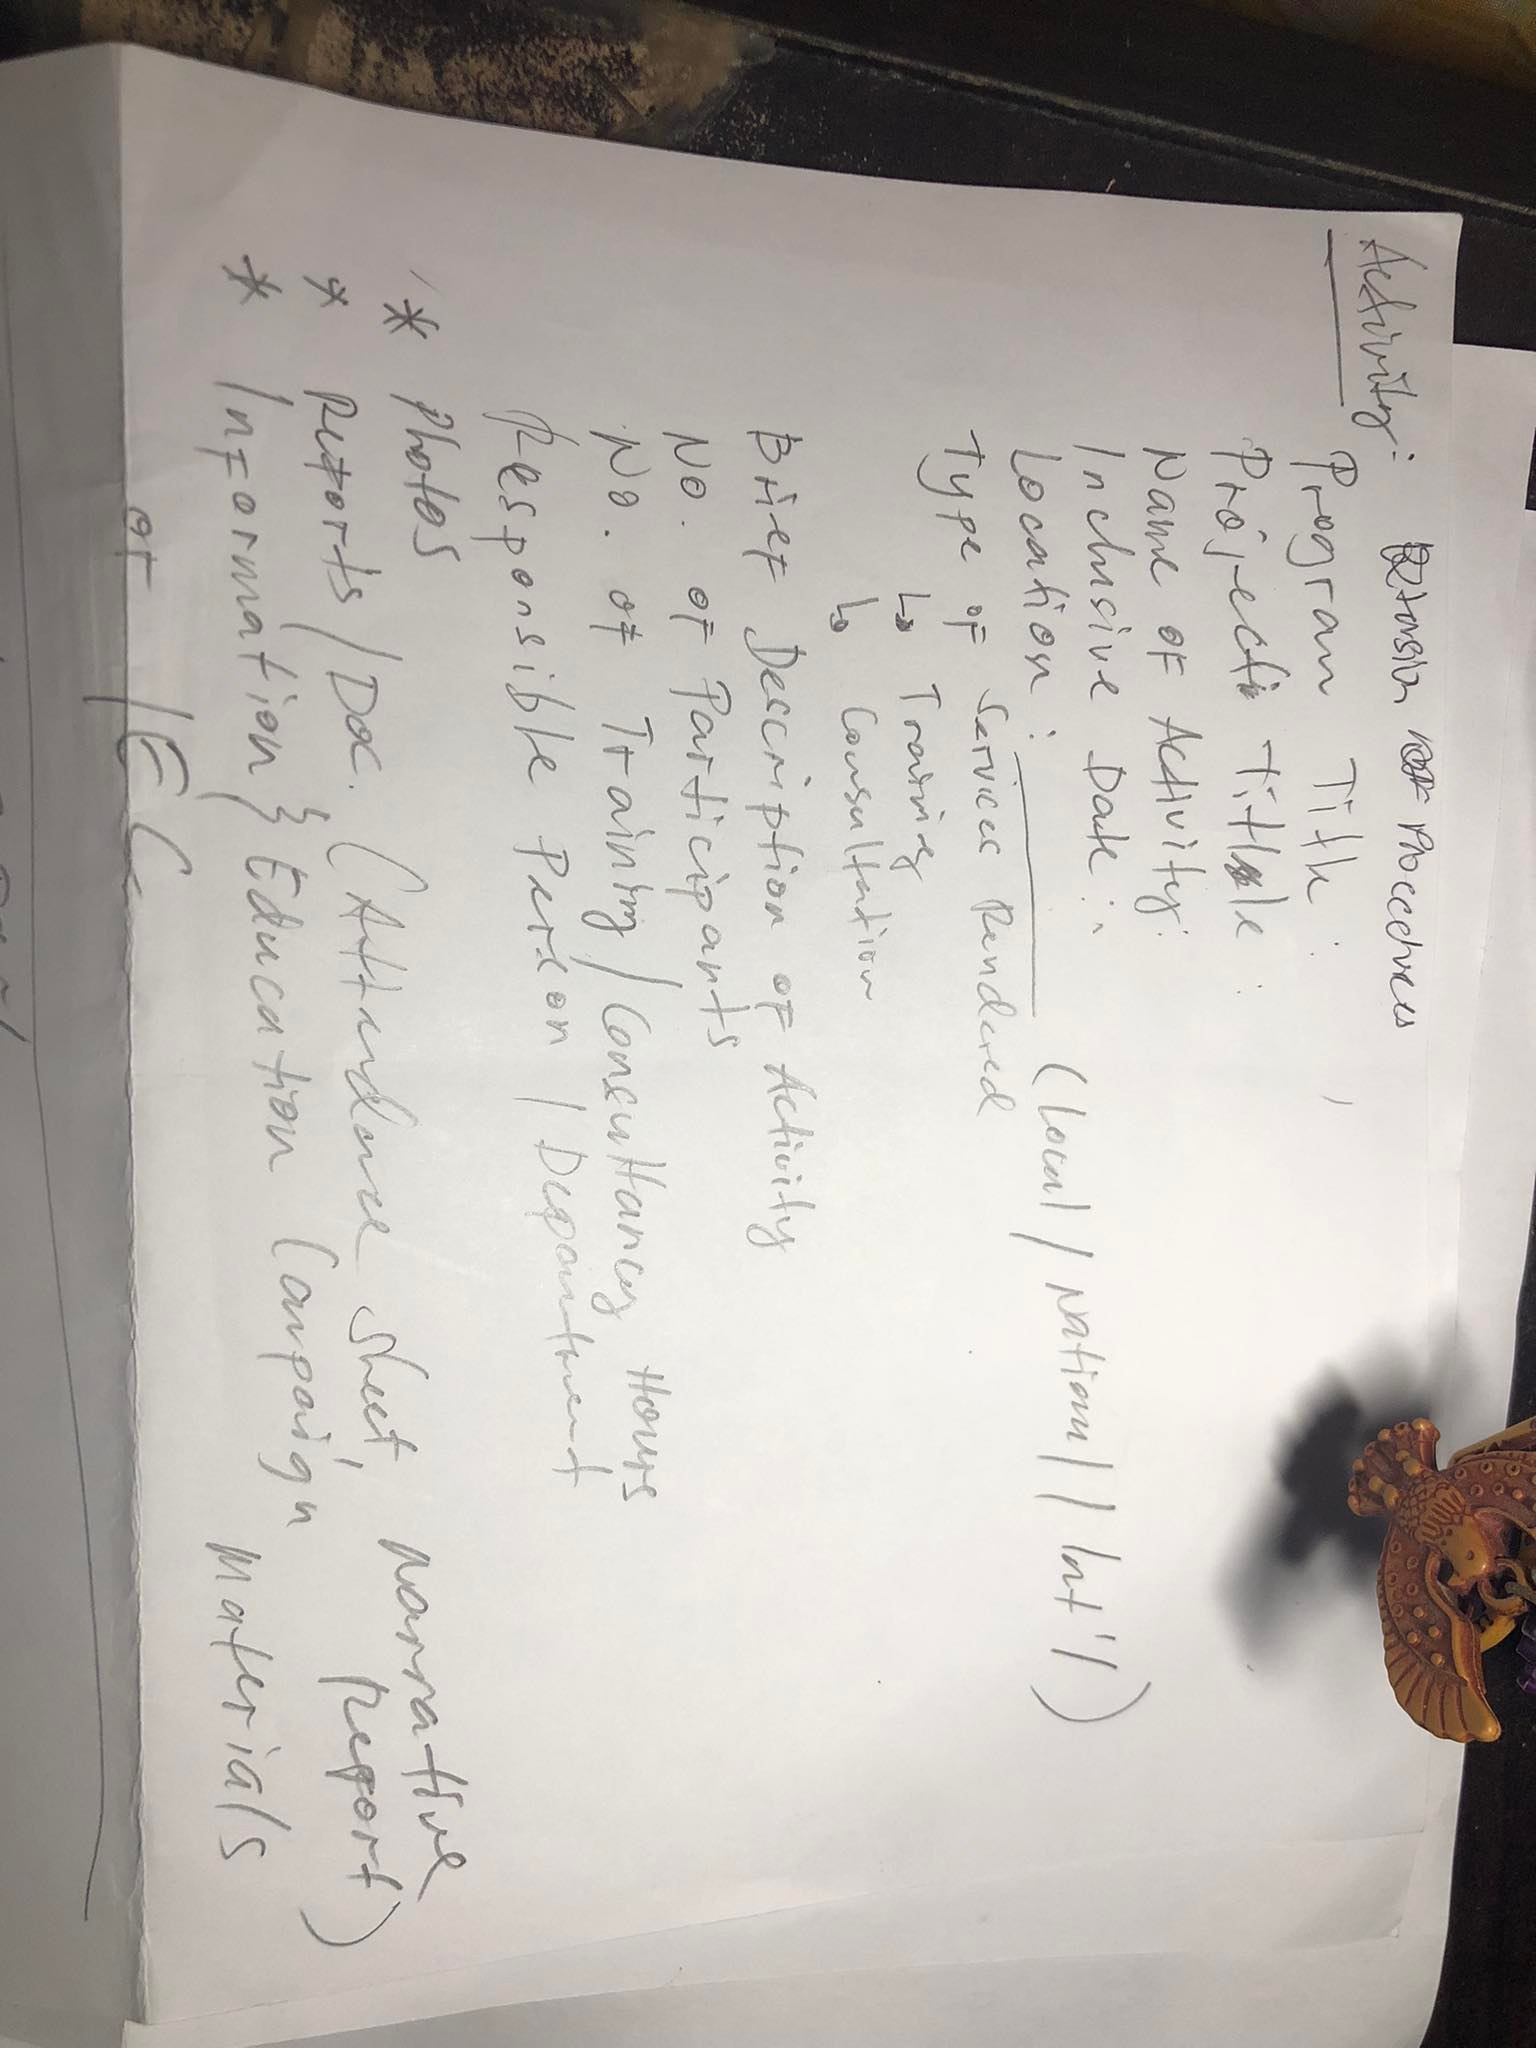 Activity: Extension Procedures
Program Title :
Project Title :
Name of Activity:
Inclusive Date :
Location : ________ (Local / National / Int'l)
Type of Services Rendered
↳ Training
↳ Consultation
Brief Description of Activity
No. of Participants
No. of Training / Consultancy Hours
Responsible Person / Department
* Photos
* Reports / Doc. (Attendance Sheet, Narrative Report)
* Information & Education Campaign Materials
or IEC